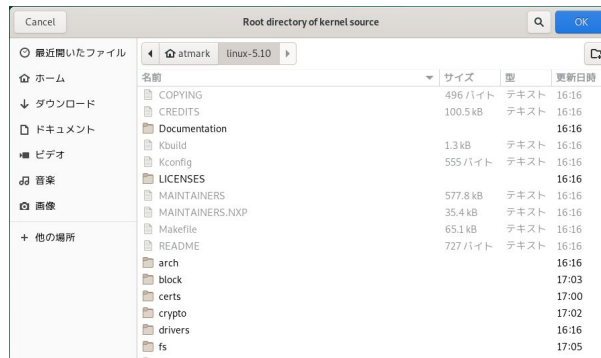 Cancel
Root directory of kernel source
OK
最近開いたファイル
ホーム
ダウンロード
ドキュメント
ビデオ
音楽
画像
+ 他の場所
atmark linux-5.10
名前 サイズ 型 更新日時
COPYING 496 バイト テキスト 16:16
CREDITS 100.5 kB テキスト 16:16
Documentation 16:16
Kbuild 1.3 kB テキスト 16:16
Kconfig 555 バイト テキスト 16:16
LICENSES 16:16
MAINTAINERS 577.8 kB テキスト 16:16
MAINTAINERS.NXP 35.4 kB テキスト 16:16
Makefile 65.1 kB テキスト 16:16
README 727 バイト テキスト 16:16
arch 16:16
block 17:03
certs 17:00
crypto 17:02
drivers 16:16
fs 17:05